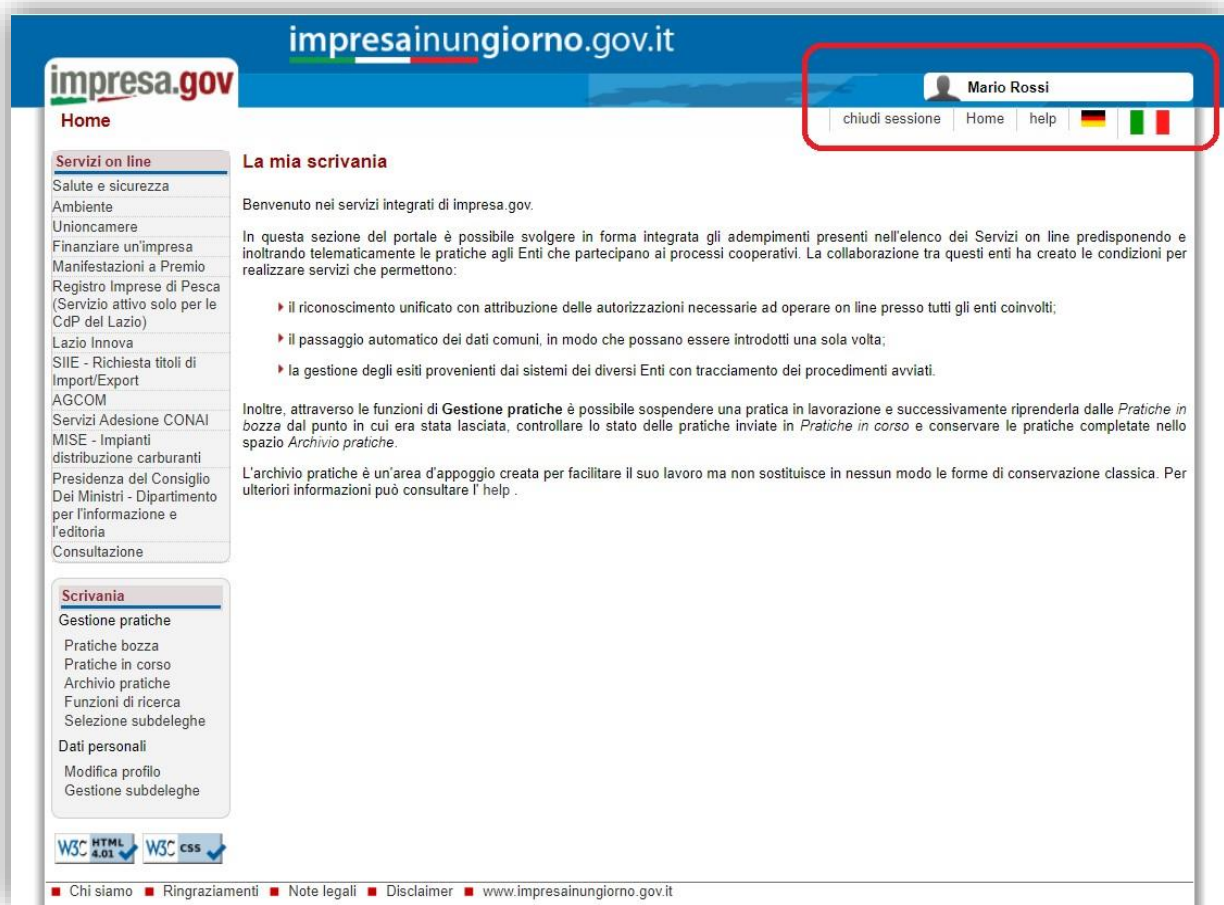 impresainungiorno.gov.it
impresa.gov
Mario Rossi
Home
chiudi sessione
Home
help
Servizi on line
Salute e sicurezza
Ambiente
Unioncamere
Finanziare un'impresa
Manifestazioni a Premio
Registro Imprese di Pesca
(Servizio attivo solo per le
CdP del Lazio)
Lazio Innova
SIIE - Richiesta titoli di
Import/Export
AGCOM
Servizi Adesione CONAI
MISE - Impianti
distribuzione carburanti
Presidenza del Consiglio
Dei Ministri - Dipartimento
per l'informazione e
l'editoria
Consultazione
Scrivania
Gestione pratiche
Pratiche bozza
Pratiche in corso
Archivio pratiche
Funzioni di ricerca
Selezione subdeleghe
Dati personali
Modifica profilo
Gestione subdeleghe
W3C HTML 4.01
W3C css
La mia scrivania
Benvenuto nei servizi integrati di impresa.gov.
In questa sezione del portale è possibile svolgere in forma integrata gli adempimenti presenti nell'elenco dei Servizi on line predisponendo e
inoltrando telematicamente le pratiche agli Enti che partecipano ai processi cooperativi. La collaborazione tra questi enti ha creato le condizioni per
realizzare servizi che permettono:
il riconoscimento unificato con attribuzione delle autorizzazioni necessarie ad operare on line presso tutti gli enti coinvolti;
il passaggio automatico dei dati comuni, in modo che possano essere introdotti una sola volta;
la gestione degli esiti provenienti dai sistemi dei diversi Enti con tracciamento dei procedimenti avviati.
Inoltre, attraverso le funzioni di Gestione pratiche è possibile sospendere una pratica in lavorazione e successivamente riprenderla dalle Pratiche in
bozza dal punto in cui era stata lasciata, controllare lo stato delle pratiche inviate in Pratiche in corso e conservare le pratiche completate nello
spazio Archivio pratiche.
L'archivio pratiche è un'area d'appoggio creata per facilitare il suo lavoro ma non sostituisce in nessun modo le forme di conservazione classica. Per
ulteriori informazioni può consultare l' help .
Chi siamo Ringraziamenti Note legali Disclaimer www.impresainungiorno.gov.it